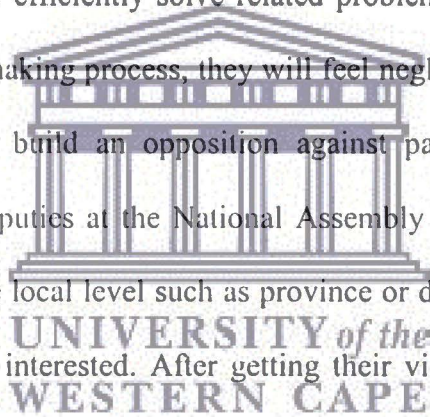 efficiently solve related problem
making process, they will feel negl
build an opposition against pa
puties at the National Assembly
local level such as province or d
UNIVERSITY of the
interested. After getting their vi
WESTERN CAPE